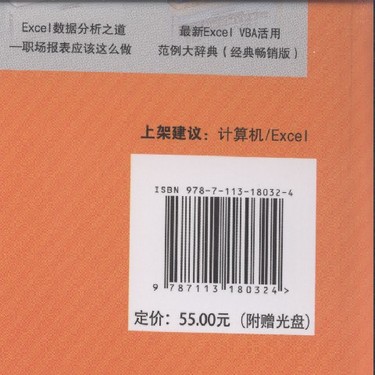 Excel数据分析之道
—职场报表应该这么做
最新Excel VBA活用
范例大辞典（经典畅销版）
上架建议：计算机/Excel
ISBN 978-7-113-18032-4
9 787113 180324 >
定价：55.00元（附赠光盘）